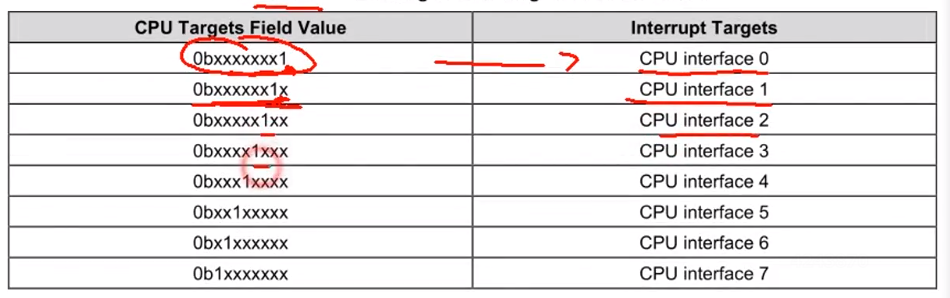 CPU Targets Field Value Interrupt Targets
0bxxxxxxx1 CPU interface 0
0bxxxxxx1x CPU interface 1
0bxxxxx1xx CPU interface 2
0bxxxx1xxx CPU interface 3
0bxxx1xxxx CPU interface 4
0bxx1xxxxx CPU interface 5
0bx1xxxxxx CPU interface 6
0b1xxxxxxx CPU interface 7